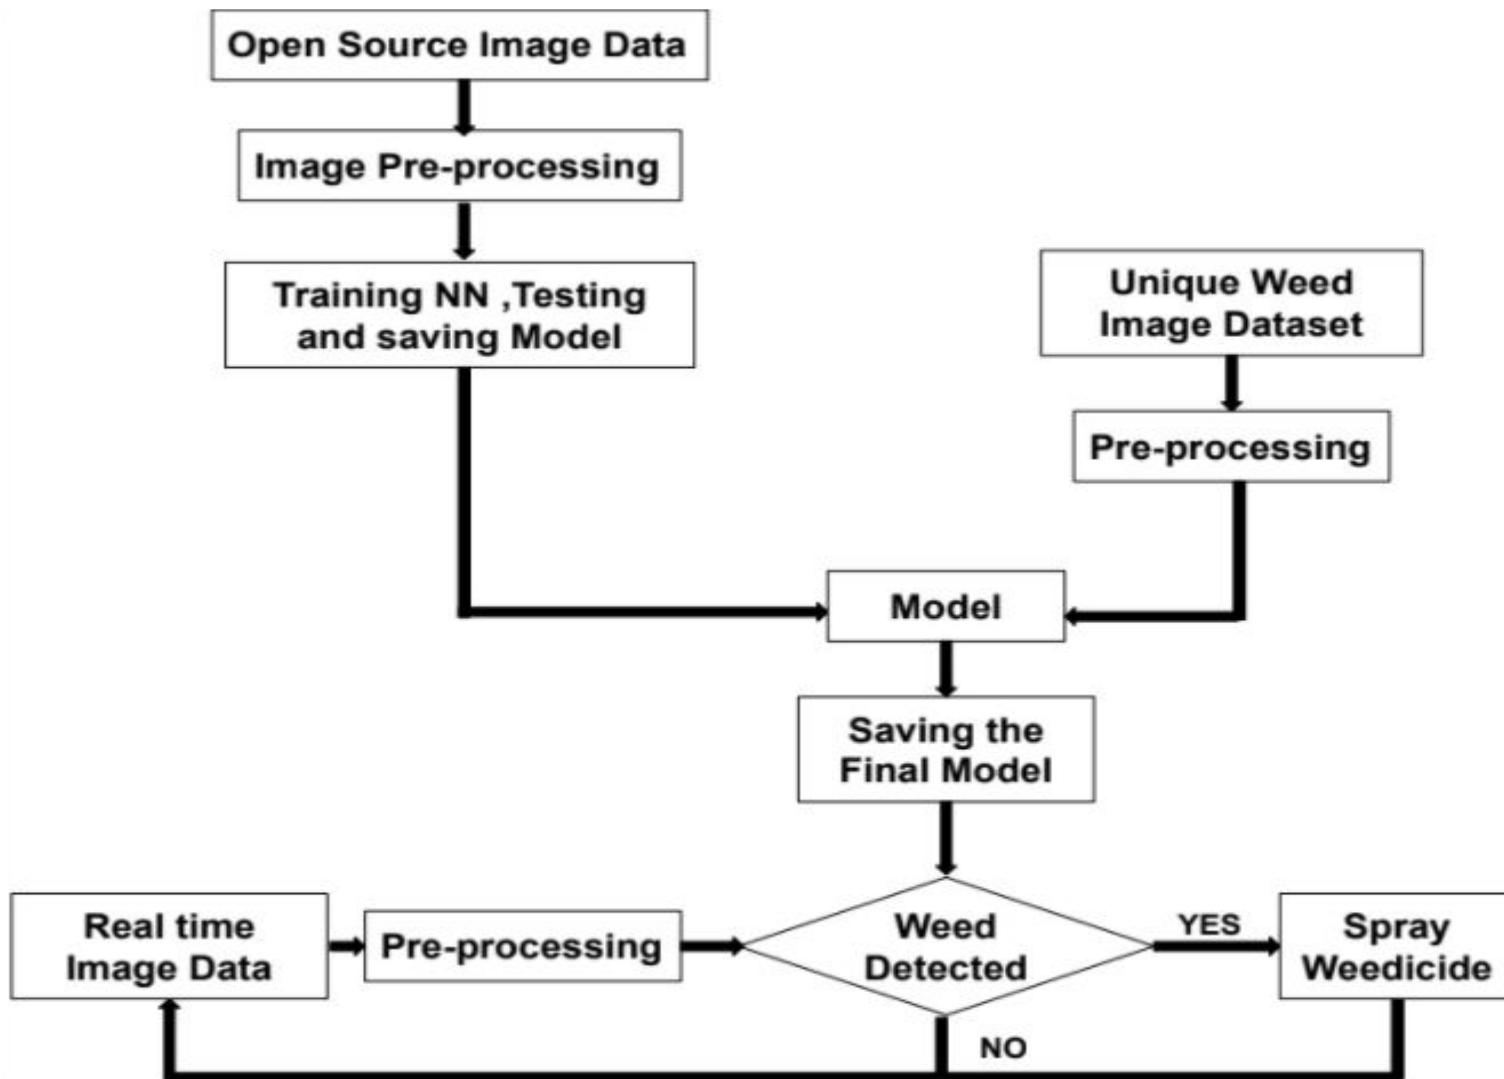 Open Source Image Data
Image Pre-processing
Training NN ,Testing
and saving Model
Unique Weed
Image Dataset
Pre-processing
Model
Saving the
Final Model
Real time
Image Data
Pre-processing
Weed
Detected
YES
Spray
Weedicide
NO